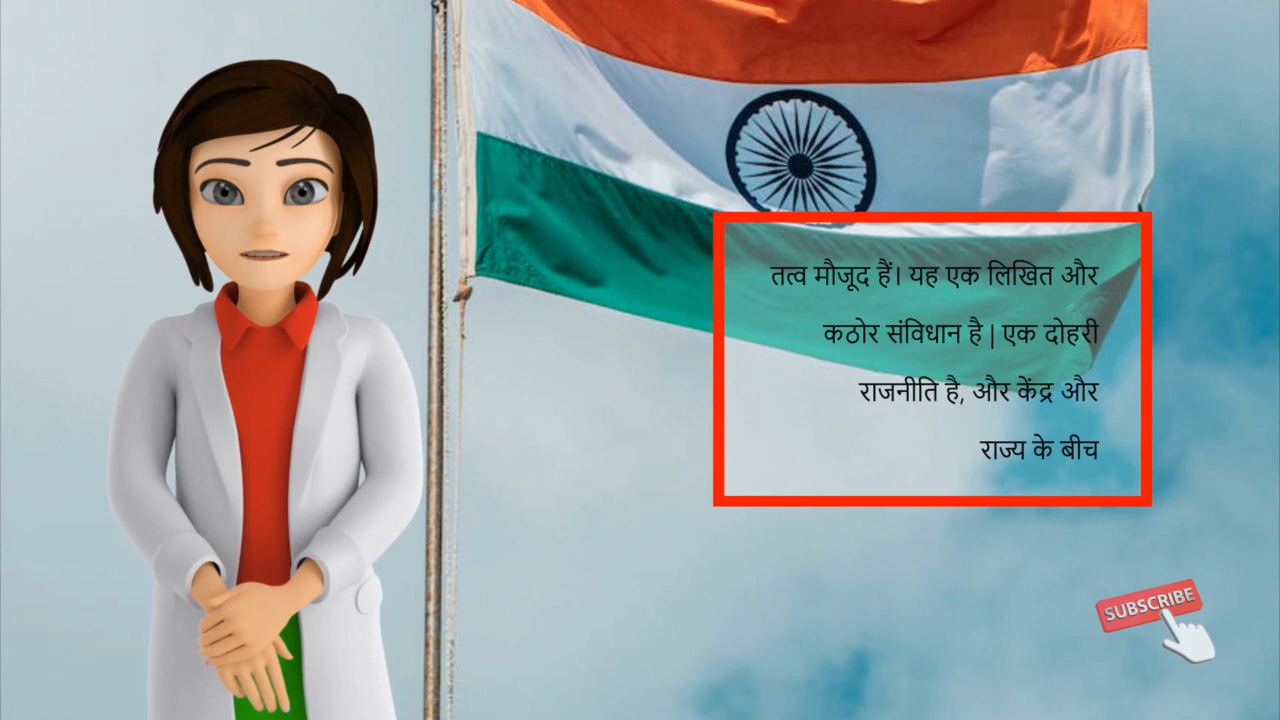 तत्व मौजूद हैं। यह एक लिखित और
कठोर संविधान है | एक दोहरी
राजनीति है, और केंद्र और
राज्य के बीच
SUBSCRIBE